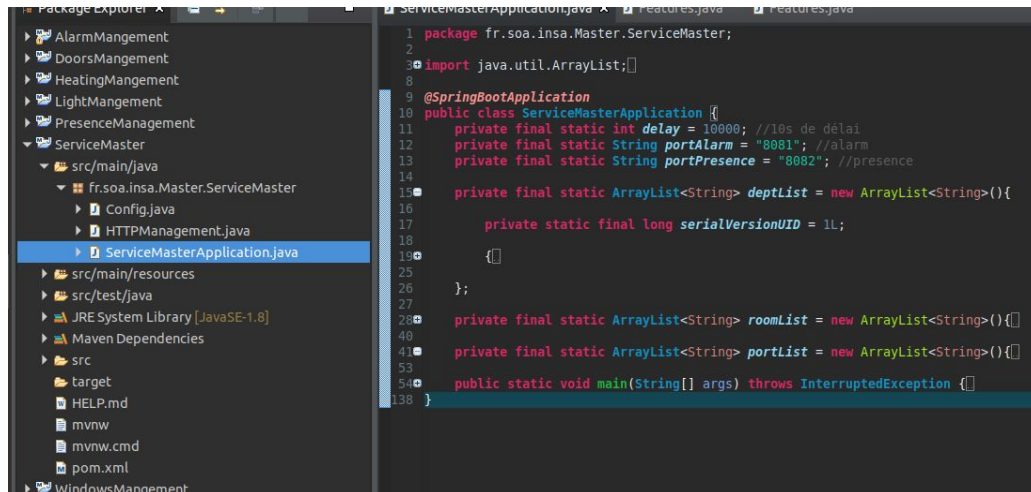 Package Explorer
ServiceMasterApplication.java
Features.java
Features.java
AlarmMangement
DoorsMangement
HeatingMangement
LightMangement
PresenceManagement
ServiceMaster
src/main/java
fr.soa.insa.Master.ServiceMaster
Config.java
HTTPManagement.java
ServiceMasterApplication.java
src/main/resources
src/test/java
JRE System Library [JavaSE-1.8]
Maven Dependencies
src
target
HELP.md
mvnw
mvnw.cmd
pom.xml
WindowsMangement
1 package fr.soa.insa.Master.ServiceMaster;
2
3 import java.util.ArrayList;
8
9 @SpringBootApplication
10 public class ServiceMasterApplication {
11 private final static int delay = 10000; //10s de délai
12 private final static String portAlarm = "8081"; //alarm
13 private final static String portPresence = "8082"; //presence
14
15 private static final ArrayList<String> deptList = new ArrayList<String>(){
16
17 private static final long serialVersionUID = 1L;
18
19 {
25
26 };
27
28 private final static ArrayList<String> roomList = new ArrayList<String>(){
40
41 private final static ArrayList<String> portList = new ArrayList<String>(){
53
54 public static void main(String[] args) throws InterruptedException {
138 }